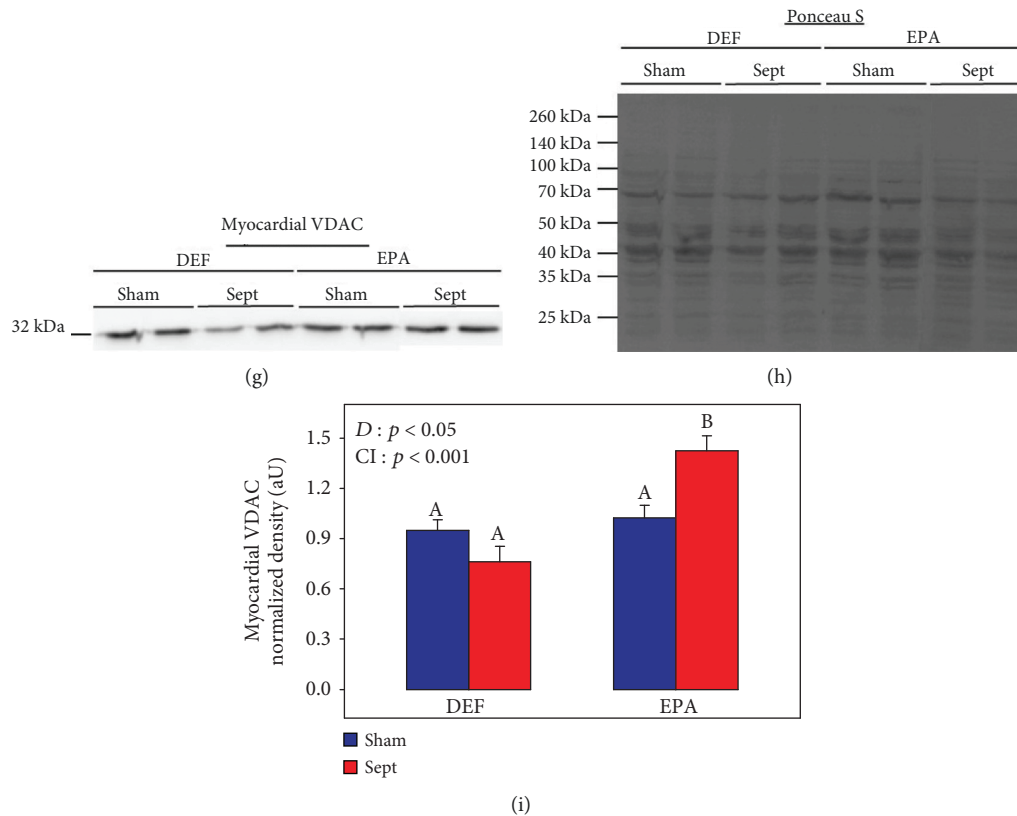 Myocardial VDAC
DEF EPA
Sham Sept Sham Sept
32 kDa
(g)
Ponceau S
DEF EPA
Sham Sept Sham Sept
260 kDa
140 kDa
100 kDa
70 kDa
50 kDa
40 kDa
35 kDa
25 kDa
(h)
Myocardial VDAC
normalized density (aU)
1.5
1.2
0.9
0.6
0.3
0.0
D : p < 0.05
CI : p < 0.001
A A A B
DEF EPA
Sham
Sept
(i)